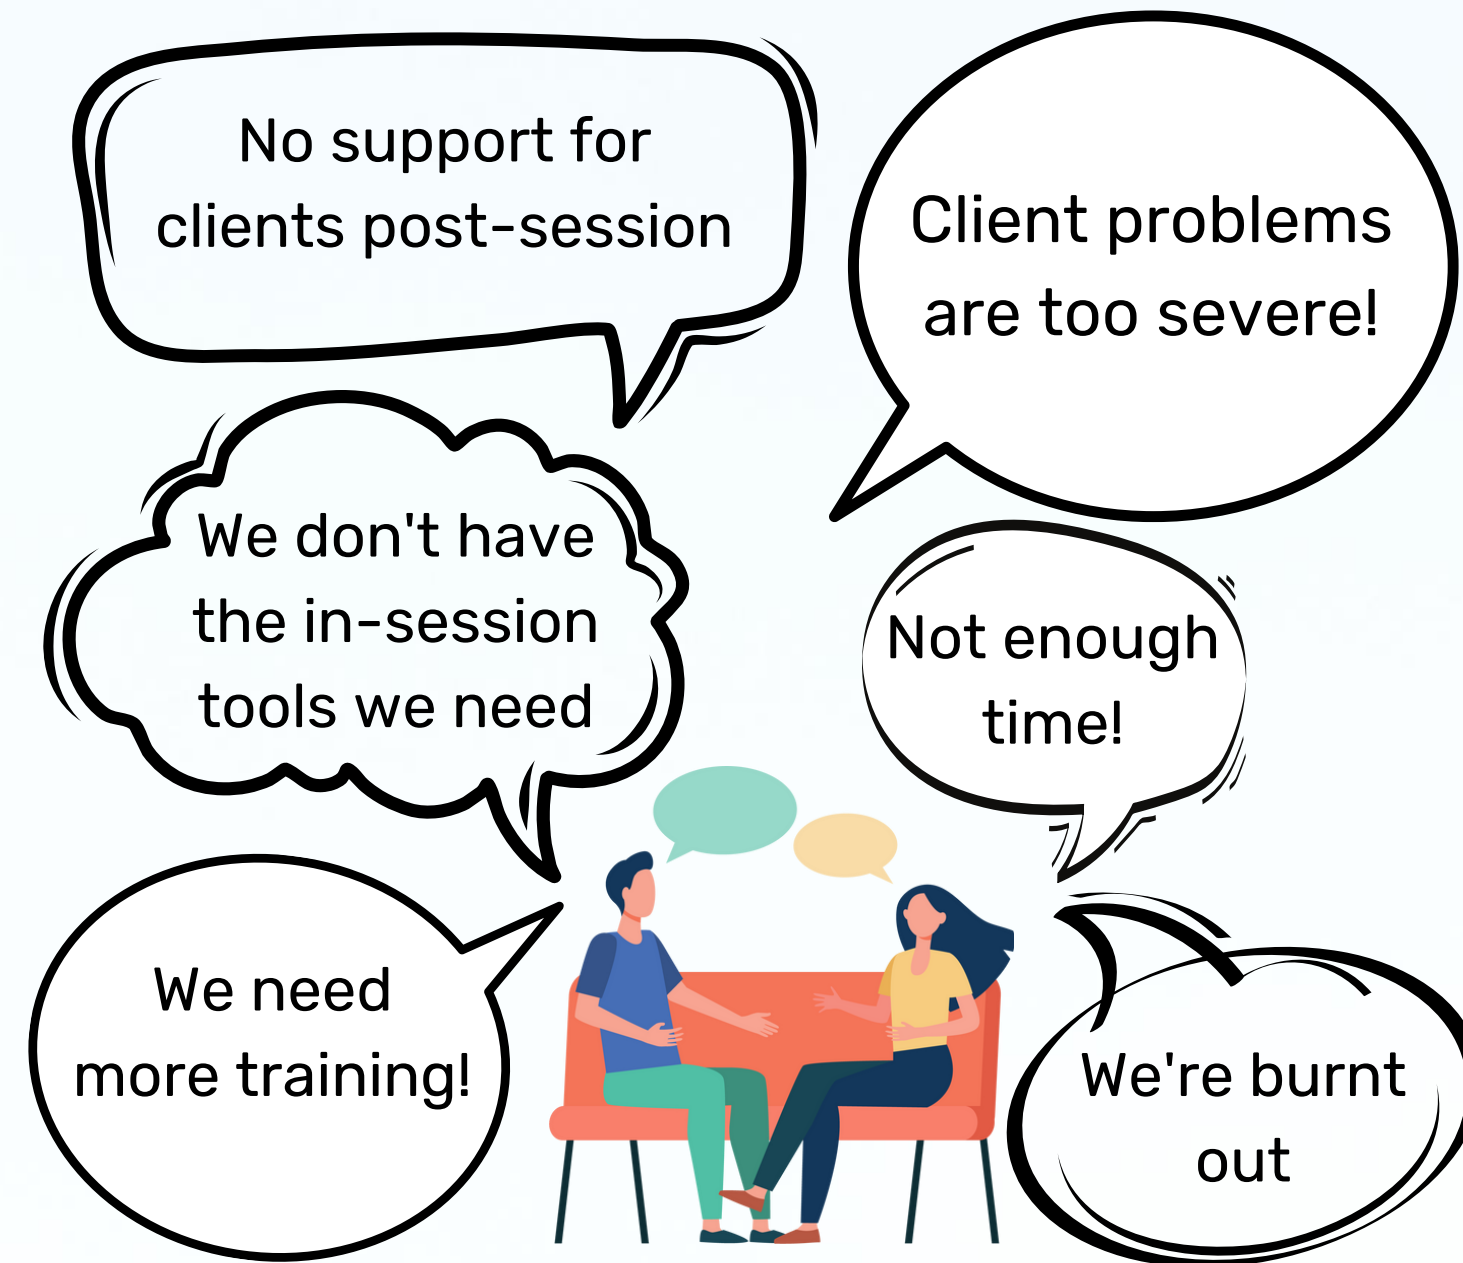 No support for
clients post-session
Client problems
are too severe!
We don't have
the in-session
tools we need
Not enough
time!
We need
more training!
We're burnt
out